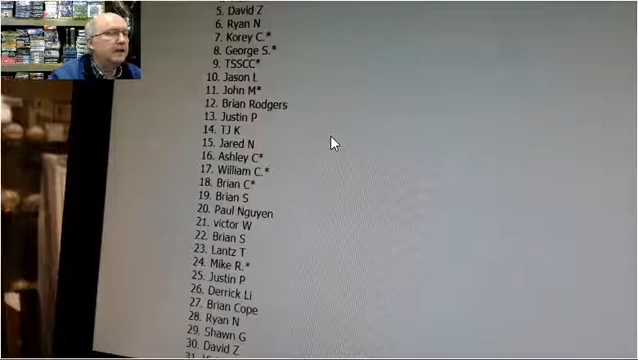 5. David Z
6. Ryan N
7. Korey C.*
8. George S.*
9. TSSCC*
10. Jason L
11. John M*
12. Brian Rodgers
13. Justin P
14. TJ K
15. Jared N
16. Ashley C*
17. William C.*
18. Brian C*
19. Brian S
20. Paul Nguyen
21. victor W
22. Brian S
23. Lantz T
24. Mike R.*
25. Justin P
26. Derrick Li
27. Brian Cope
28. Ryan N
29. Shawn G
30. David Z
31.